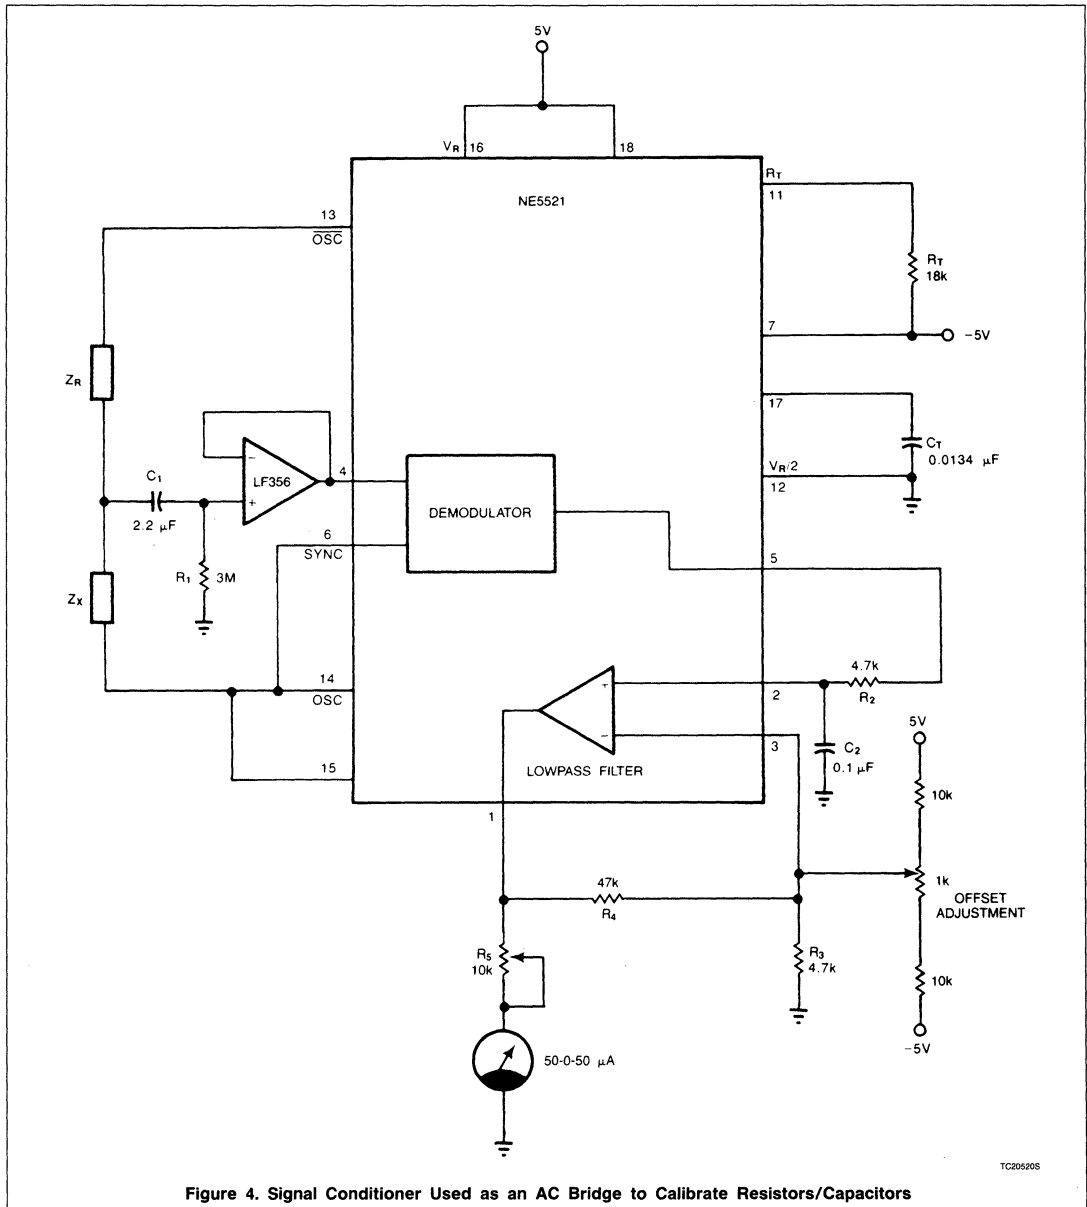 5V
V_R 16
18
NE5521
R_T
11
13
O̅S̅C̅
R_T
18k
7
-5V
Z_R
17
C_T
0.0134 μF
V_R/2
12
C_1
2.2 μF
−
LF356
+
4
DEMODULATOR
6
SYNC
R_1
3M
5
Z_X
14
OSC
4.7k
R_2
+
2
5V
−
3
C_2
0.1 μF
15
LOWPASS FILTER
10k
1
1k
OFFSET
ADJUSTMENT
47k
R_4
R_5
10k
R_3
4.7k
10k
-5V
50-0-50 μA
TC20520S
Figure 4. Signal Conditioner Used as an AC Bridge to Calibrate Resistors/Capacitors